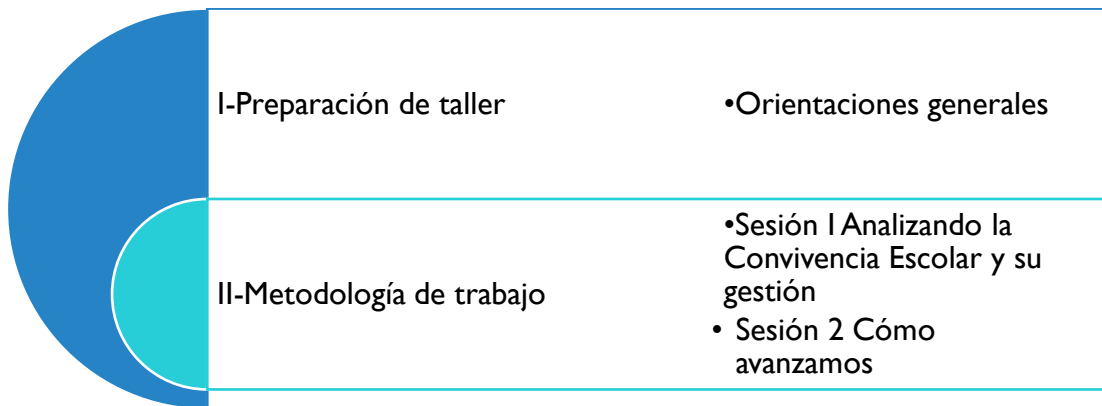 I-Preparación de taller
•Orientaciones generales
II-Metodología de trabajo
•Sesión 1 Analizando la
Convivencia Escolar y su
gestión
• Sesión 2 Cómo
avanzamos